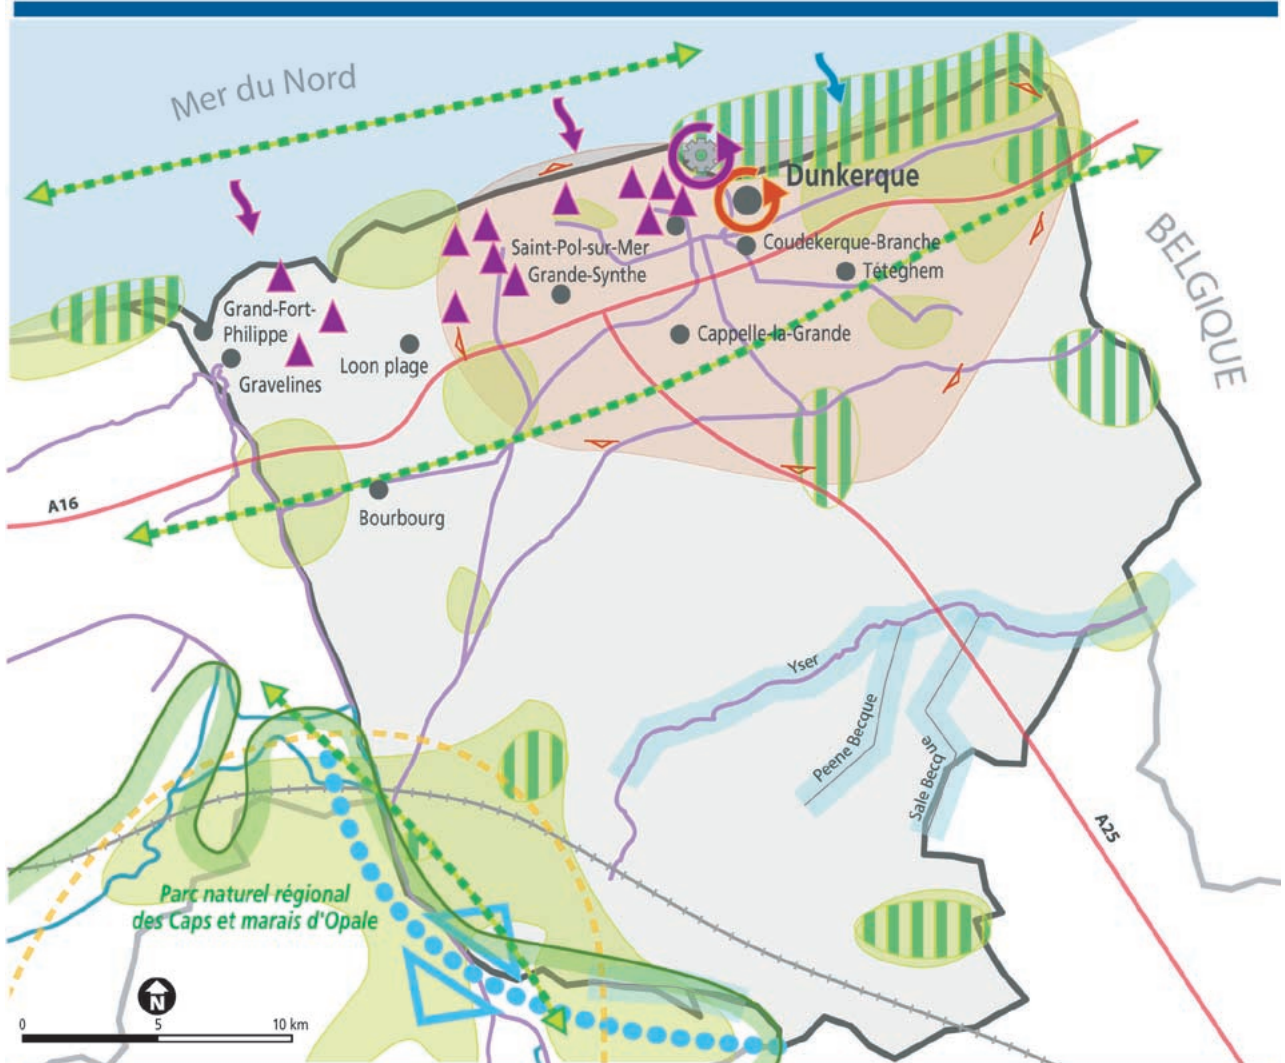 Mer du Nord
Dunkerque
BELGIQUE
Saint-Pol-sur-Mer
Coudekerque-Branche
Grande-Synthe
Téteghem
Grand-Fort-
Philippe
Cappelle-la-Grande
Loon plage
Gravelines
A16
Bourbourg
Yser
Peene Becque
Sale Becque
A25
Parc naturel régional
des Caps et marais d'Opale
N
0 5 10 km